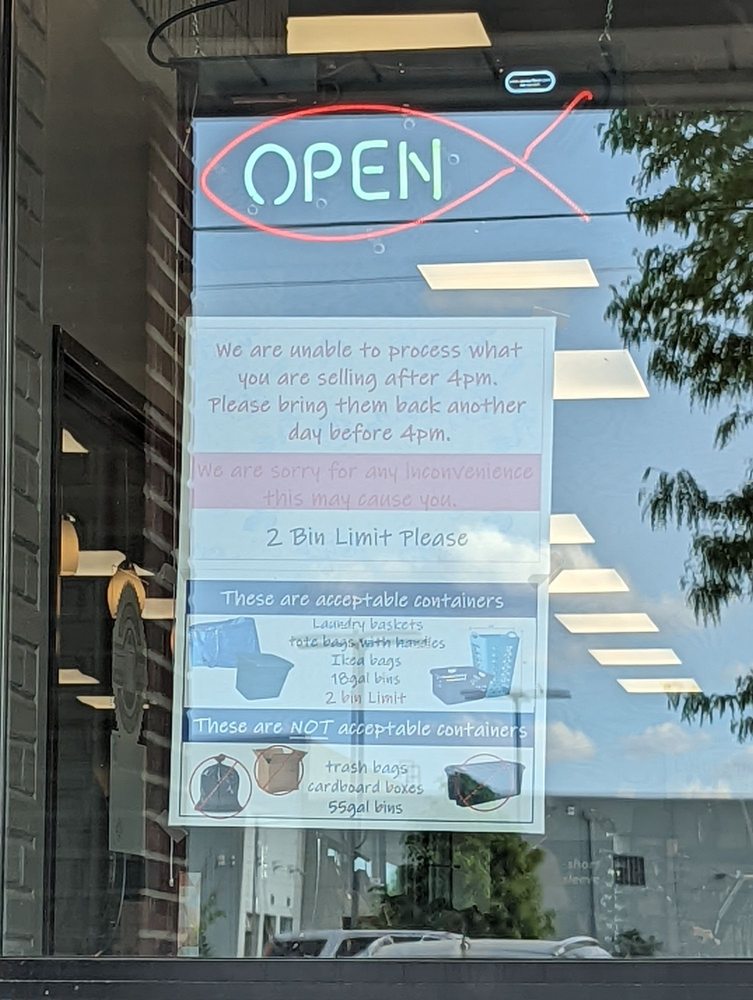 OPEN
We are unable to process what
you are selling after 4pm.
Please bring them back another
day before 4pm.
We are sorry for any inconvenience
this may cause you.
2 Bin Limit Please
These are acceptable containers
Laundry baskets
tote bags with handles
Ikea bags
18gal bins
2 bin Limit
These are NOT acceptable containers
trash bags
cardboard boxes
55gal bins
short
sleeve